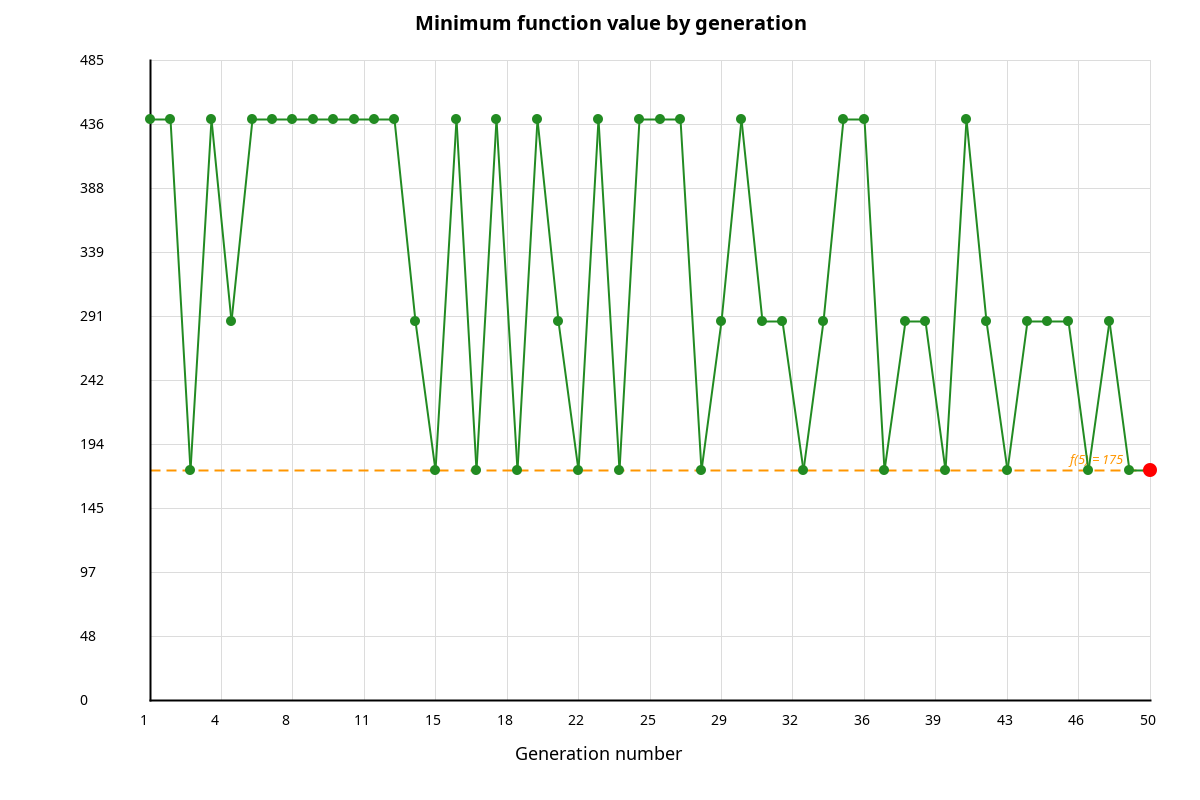 Minimum function value by generation
485
436
388
339
291
242
194
145
97
48
0
f(5) = 175
1 4 8 11 15 18 22 25 29 32 36 39 43 46 50
Generation number